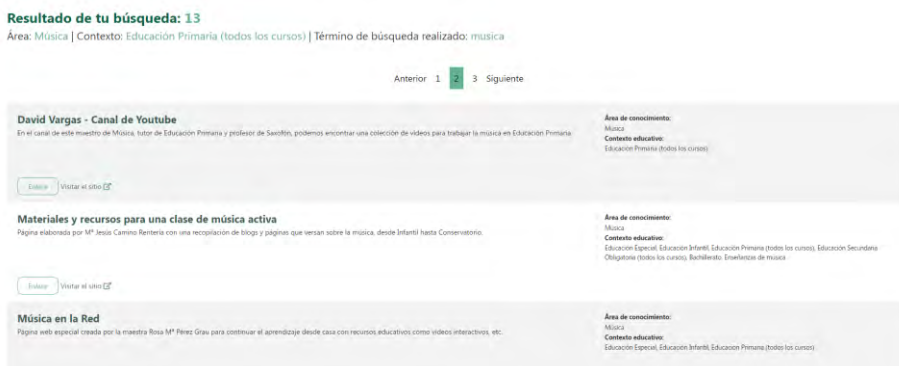 Resultado de tu búsqueda: 13
Área: Música | Contexto: Educación Primaria (todos los cursos) | Término de búsqueda realizado: musica
Anterior 1 2 3 Siguiente
David Vargas - Canal de Youtube
En el canal de este maestro de Música, tutor de Educación Primaria y profesor de Saxofón, podemos encontrar una colección de videos para trabajar la música en Educación Primaria.
Área de conocimiento:
Música
Contexto educativo:
Educación Primaria (todos los cursos)
Enlace Visitar el sitio
Materiales y recursos para una clase de música activa
Página elaborada por Mª Jesús Camino Rentería con una recopilación de blogs y páginas que versan sobre la música, desde Infantil hasta Conservatorio.
Área de conocimiento:
Música
Contexto educativo:
Educación Especial, Educación Infantil, Educación Primaria (todos los cursos), Educación Secundaria
Obligatoria (todos los cursos), Bachillerato, Enseñanzas de música
Enlace Visitar el sitio
Música en la Red
Página web especial creada por la maestra Rosa Mª Pérez Grau para continuar el aprendizaje desde casa con recursos educativos como videos interactivos, etc.
Área de conocimiento:
Música
Contexto educativo:
Educación Especial, Educación Infantil, Educación Primaria (todos los cursos)